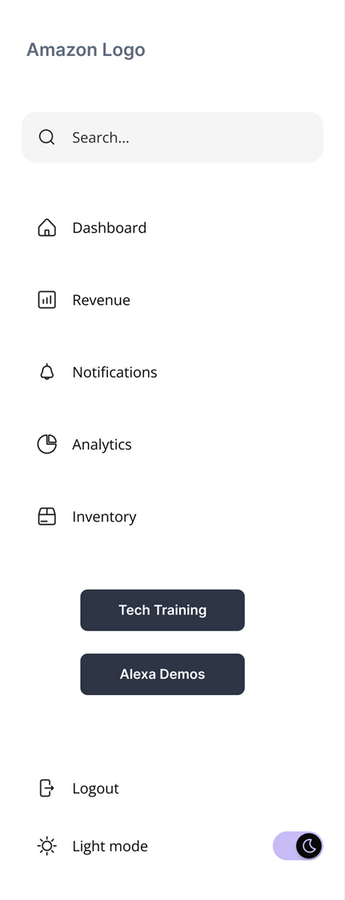 Amazon Logo
Search...
Dashboard
Revenue
Notifications
Analytics
Inventory
Tech Training
Alexa Demos
Logout
Light mode